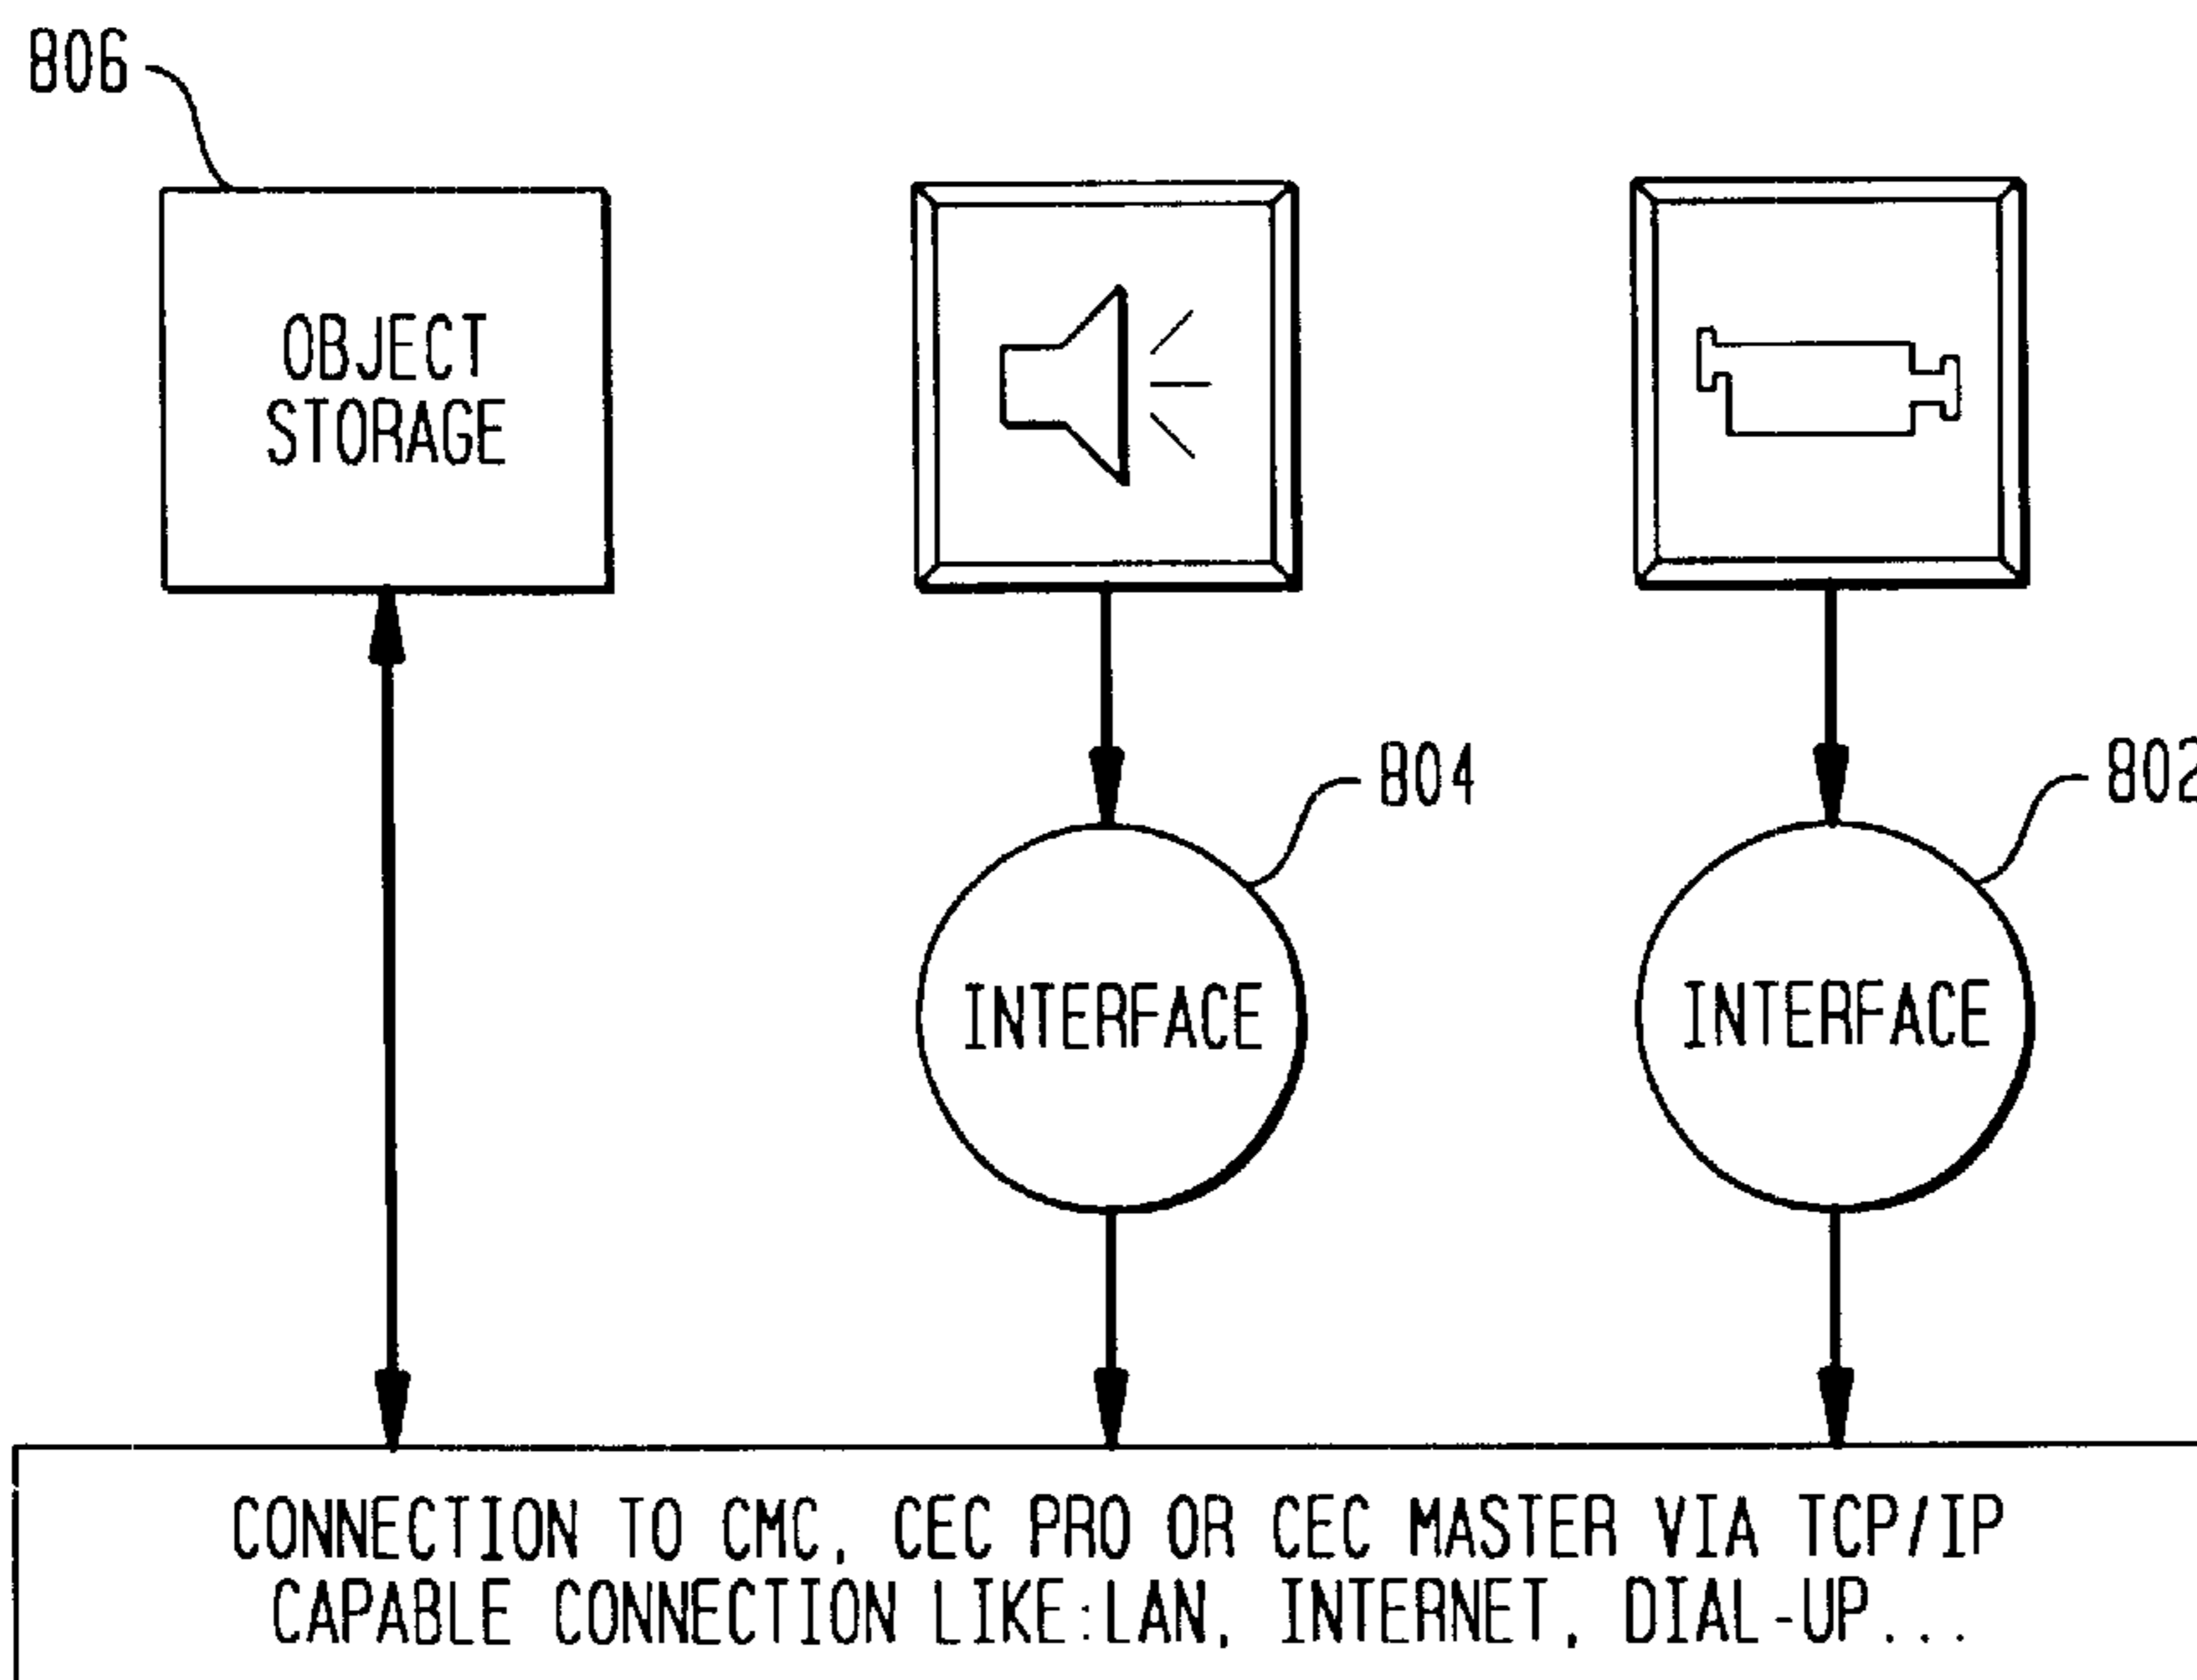 806
OBJECT
STORAGE
804
802
INTERFACE
INTERFACE
CONNECTION TO CMC, CEC PRO OR CEC MASTER VIA TCP/IP
CAPABLE CONNECTION LIKE:LAN, INTERNET, DIAL-UP...